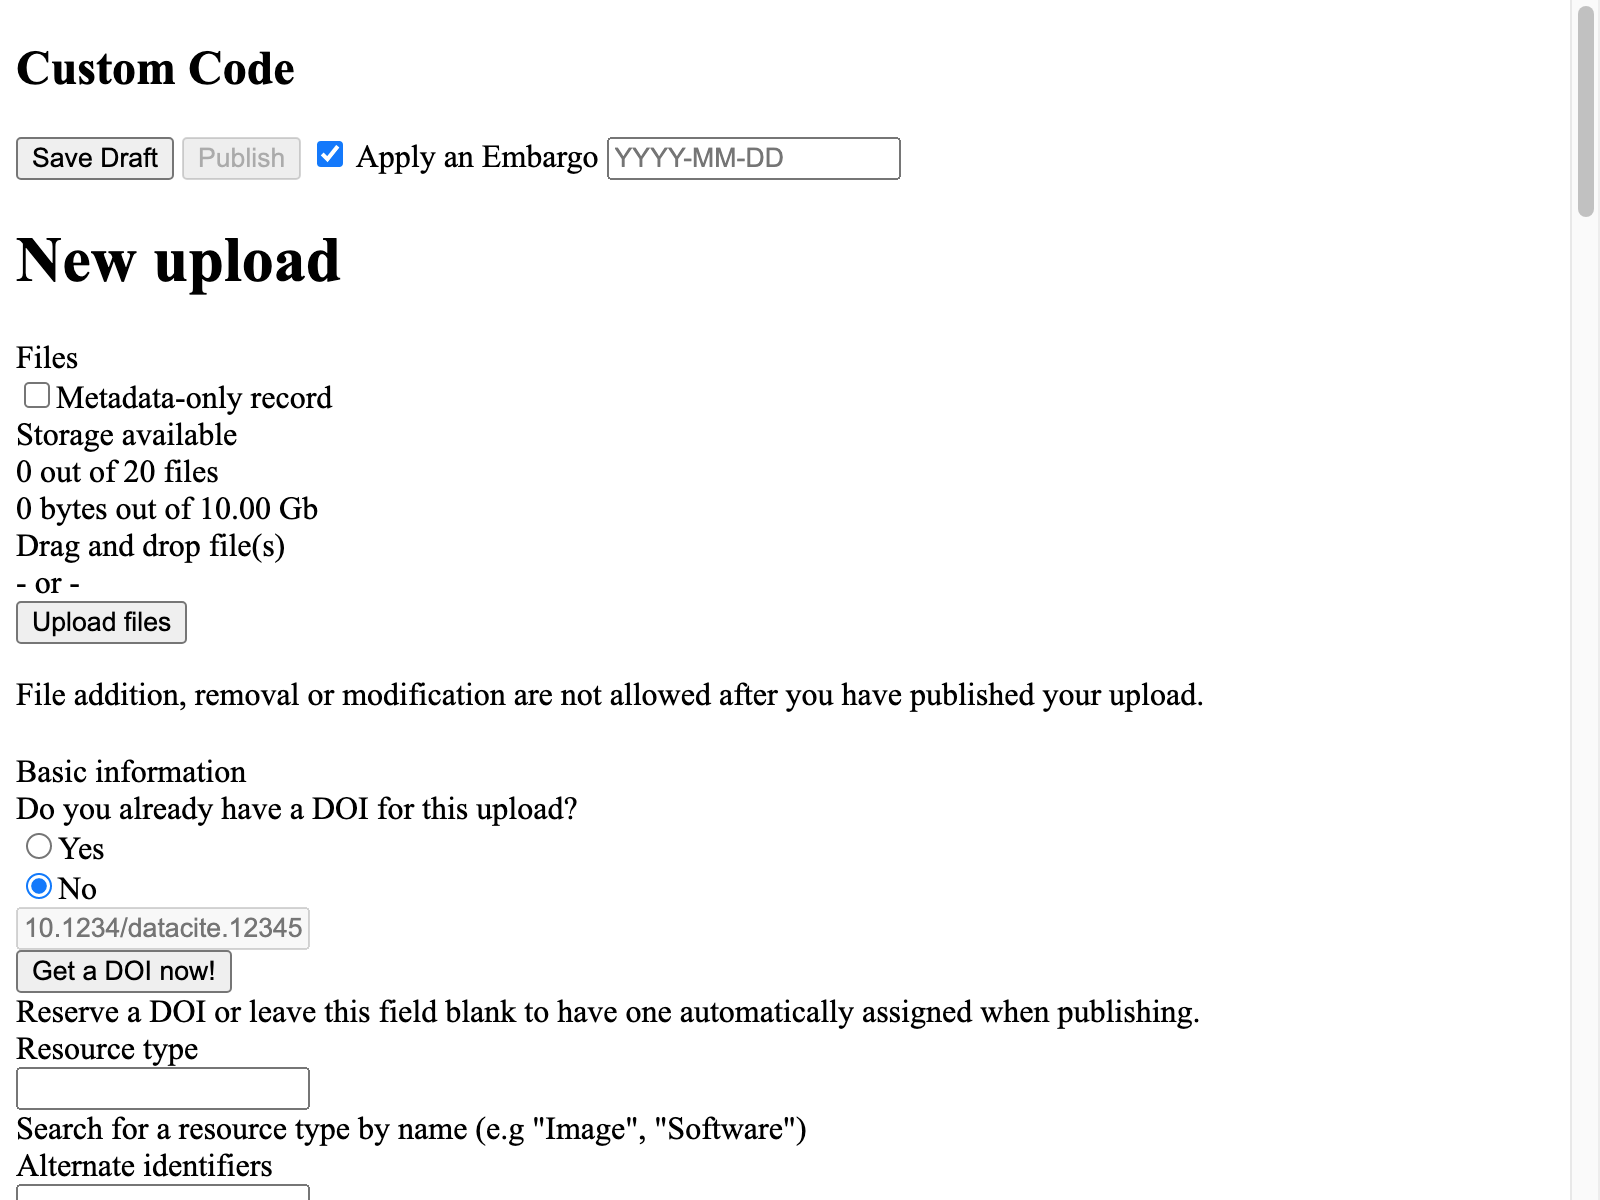 Custom Code
Save Draft Publish Apply an Embargo YYYY-MM-DD
New upload
Files
Metadata-only record
Storage available
0 out of 20 files
0 bytes out of 10.00 Gb
Drag and drop file(s)
- or -
Upload files
File addition, removal or modification are not allowed after you have published your upload.
Basic information
Do you already have a DOI for this upload?
Yes
No
10.1234/datacite.12345
Get a DOI now!
Reserve a DOI or leave this field blank to have one automatically assigned when publishing.
Resource type
Search for a resource type by name (e.g "Image", "Software")
Alternate identifiers